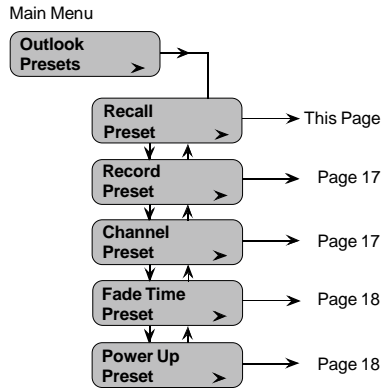 Main Menu
Outlook
Presets
Recall
Preset
This Page
Record
Preset
Page 17
Channel
Preset
Page 17
Fade Time
Preset
Page 18
Power Up
Preset
Page 18